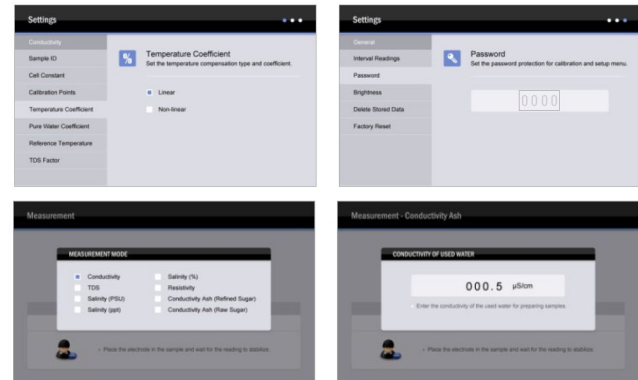 Settings
Conductivity
Sample ID
Cell Constant
Calibration Points
Temperature Coefficient
Pure Water Coefficient
Reference Temperature
TDS Factor
%
Temperature Coefficient
Set the temperature compensation type and coefficient.
Linear
Non-linear
Settings
General
Interval Readings
Password
Brightness
Delete Stored Data
Factory Reset
Password
Set the password protection for calibration and setup menu.
0000
Measurement
MEASUREMENT MODE
Conductivity
TDS
Salinity (PSU)
Salinity (ppt)
Salinity (%)
Resistivity
Conductivity Ash (Refined Sugar)
Conductivity Ash (Raw Sugar)
Place the electrode in the sample and wait for the reading to stabilize.
Measurement - Conductivity Ash
CONDUCTIVITY OF USED WATER
000.5 µS/cm
Enter the conductivity of the used water for preparing samples.
Place the electrode in the sample and wait for the reading to stabilize.